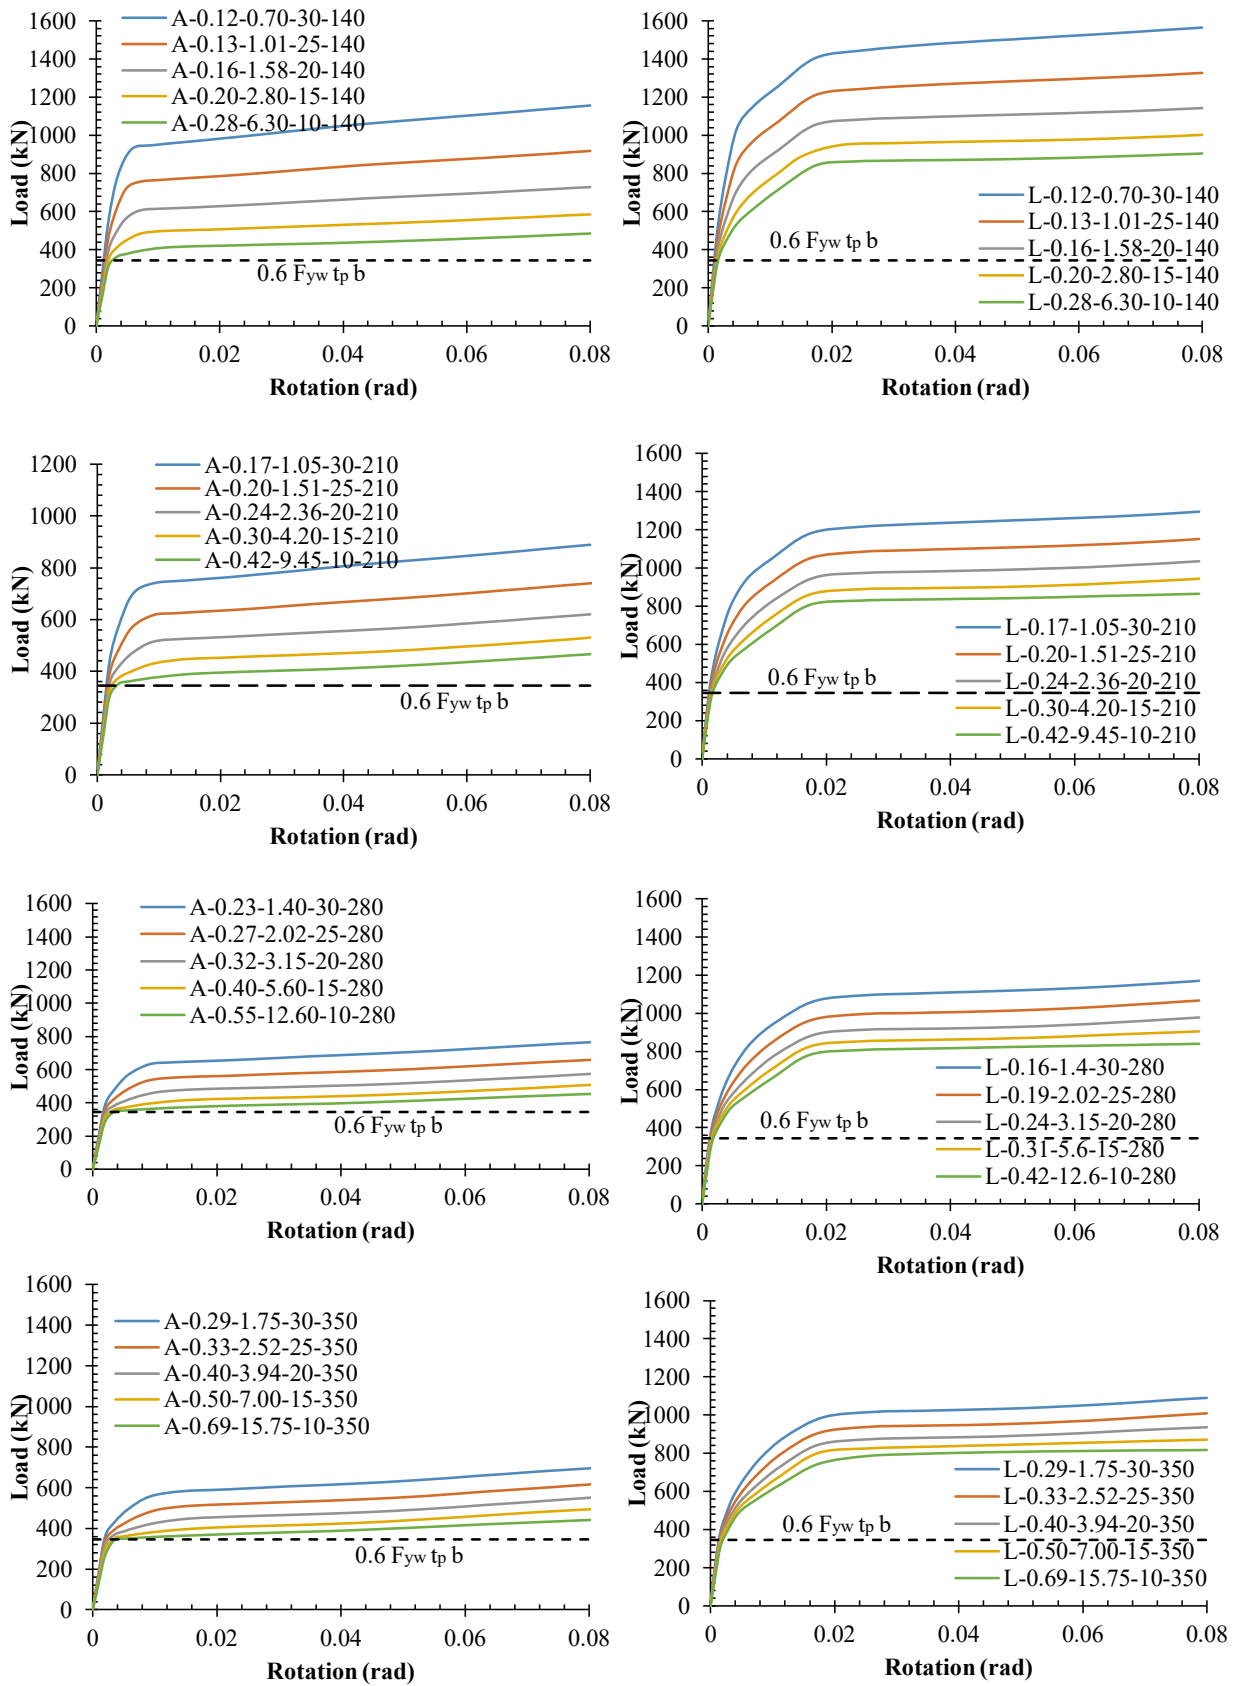 A-0.12-0.70-30-140
A-0.13-1.01-25-140
A-0.16-1.58-20-140
A-0.20-2.80-15-140
A-0.28-6.30-10-140
1600
1400
1200
1000
800
600
400
200
0
Load (kN)
0.6 Fyw tp b
0 0.02 0.04 0.06 0.08
Rotation (rad)
1600
1400
1200
1000
800
600
400
200
0
Load (kN)
L-0.12-0.70-30-140
L-0.13-1.01-25-140
L-0.16-1.58-20-140
L-0.20-2.80-15-140
L-0.28-6.30-10-140
0.6 Fyw tp b
0 0.02 0.04 0.06 0.08
Rotation (rad)
A-0.17-1.05-30-210
A-0.20-1.51-25-210
A-0.24-2.36-20-210
A-0.30-4.20-15-210
A-0.42-9.45-10-210
1200
1000
800
600
400
200
0
Load (kN)
0.6 Fyw tp b
0 0.02 0.04 0.06 0.08
Rotation (rad)
1600
1400
1200
1000
800
600
400
200
0
Load (kN)
L-0.17-1.05-30-210
L-0.20-1.51-25-210
L-0.24-2.36-20-210
L-0.30-4.20-15-210
L-0.42-9.45-10-210
0.6 Fyw tp b
0 0.02 0.04 0.06 0.08
Rotation (rad)
A-0.23-1.40-30-280
A-0.27-2.02-25-280
A-0.32-3.15-20-280
A-0.40-5.60-15-280
A-0.55-12.60-10-280
1600
1400
1200
1000
800
600
400
200
0
Load (kN)
0.6 Fyw tp b
0 0.02 0.04 0.06 0.08
Rotation (rad)
1600
1400
1200
1000
800
600
400
200
0
Load (kN)
L-0.16-1.4-30-280
L-0.19-2.02-25-280
L-0.24-3.15-20-280
L-0.31-5.6-15-280
L-0.42-12.6-10-280
0.6 Fyw tp b
0 0.02 0.04 0.06 0.08
Rotation (rad)
A-0.29-1.75-30-350
A-0.33-2.52-25-350
A-0.40-3.94-20-350
A-0.50-7.00-15-350
A-0.69-15.75-10-350
1600
1400
1200
1000
800
600
400
200
0
Load (kN)
0.6 Fyw tp b
0 0.02 0.04 0.06 0.08
Rotation (rad)
1600
1400
1200
1000
800
600
400
200
0
Load (kN)
L-0.29-1.75-30-350
L-0.33-2.52-25-350
L-0.40-3.94-20-350
L-0.50-7.00-15-350
L-0.69-15.75-10-350
0.6 Fyw tp b
0 0.02 0.04 0.06 0.08
Rotation (rad)